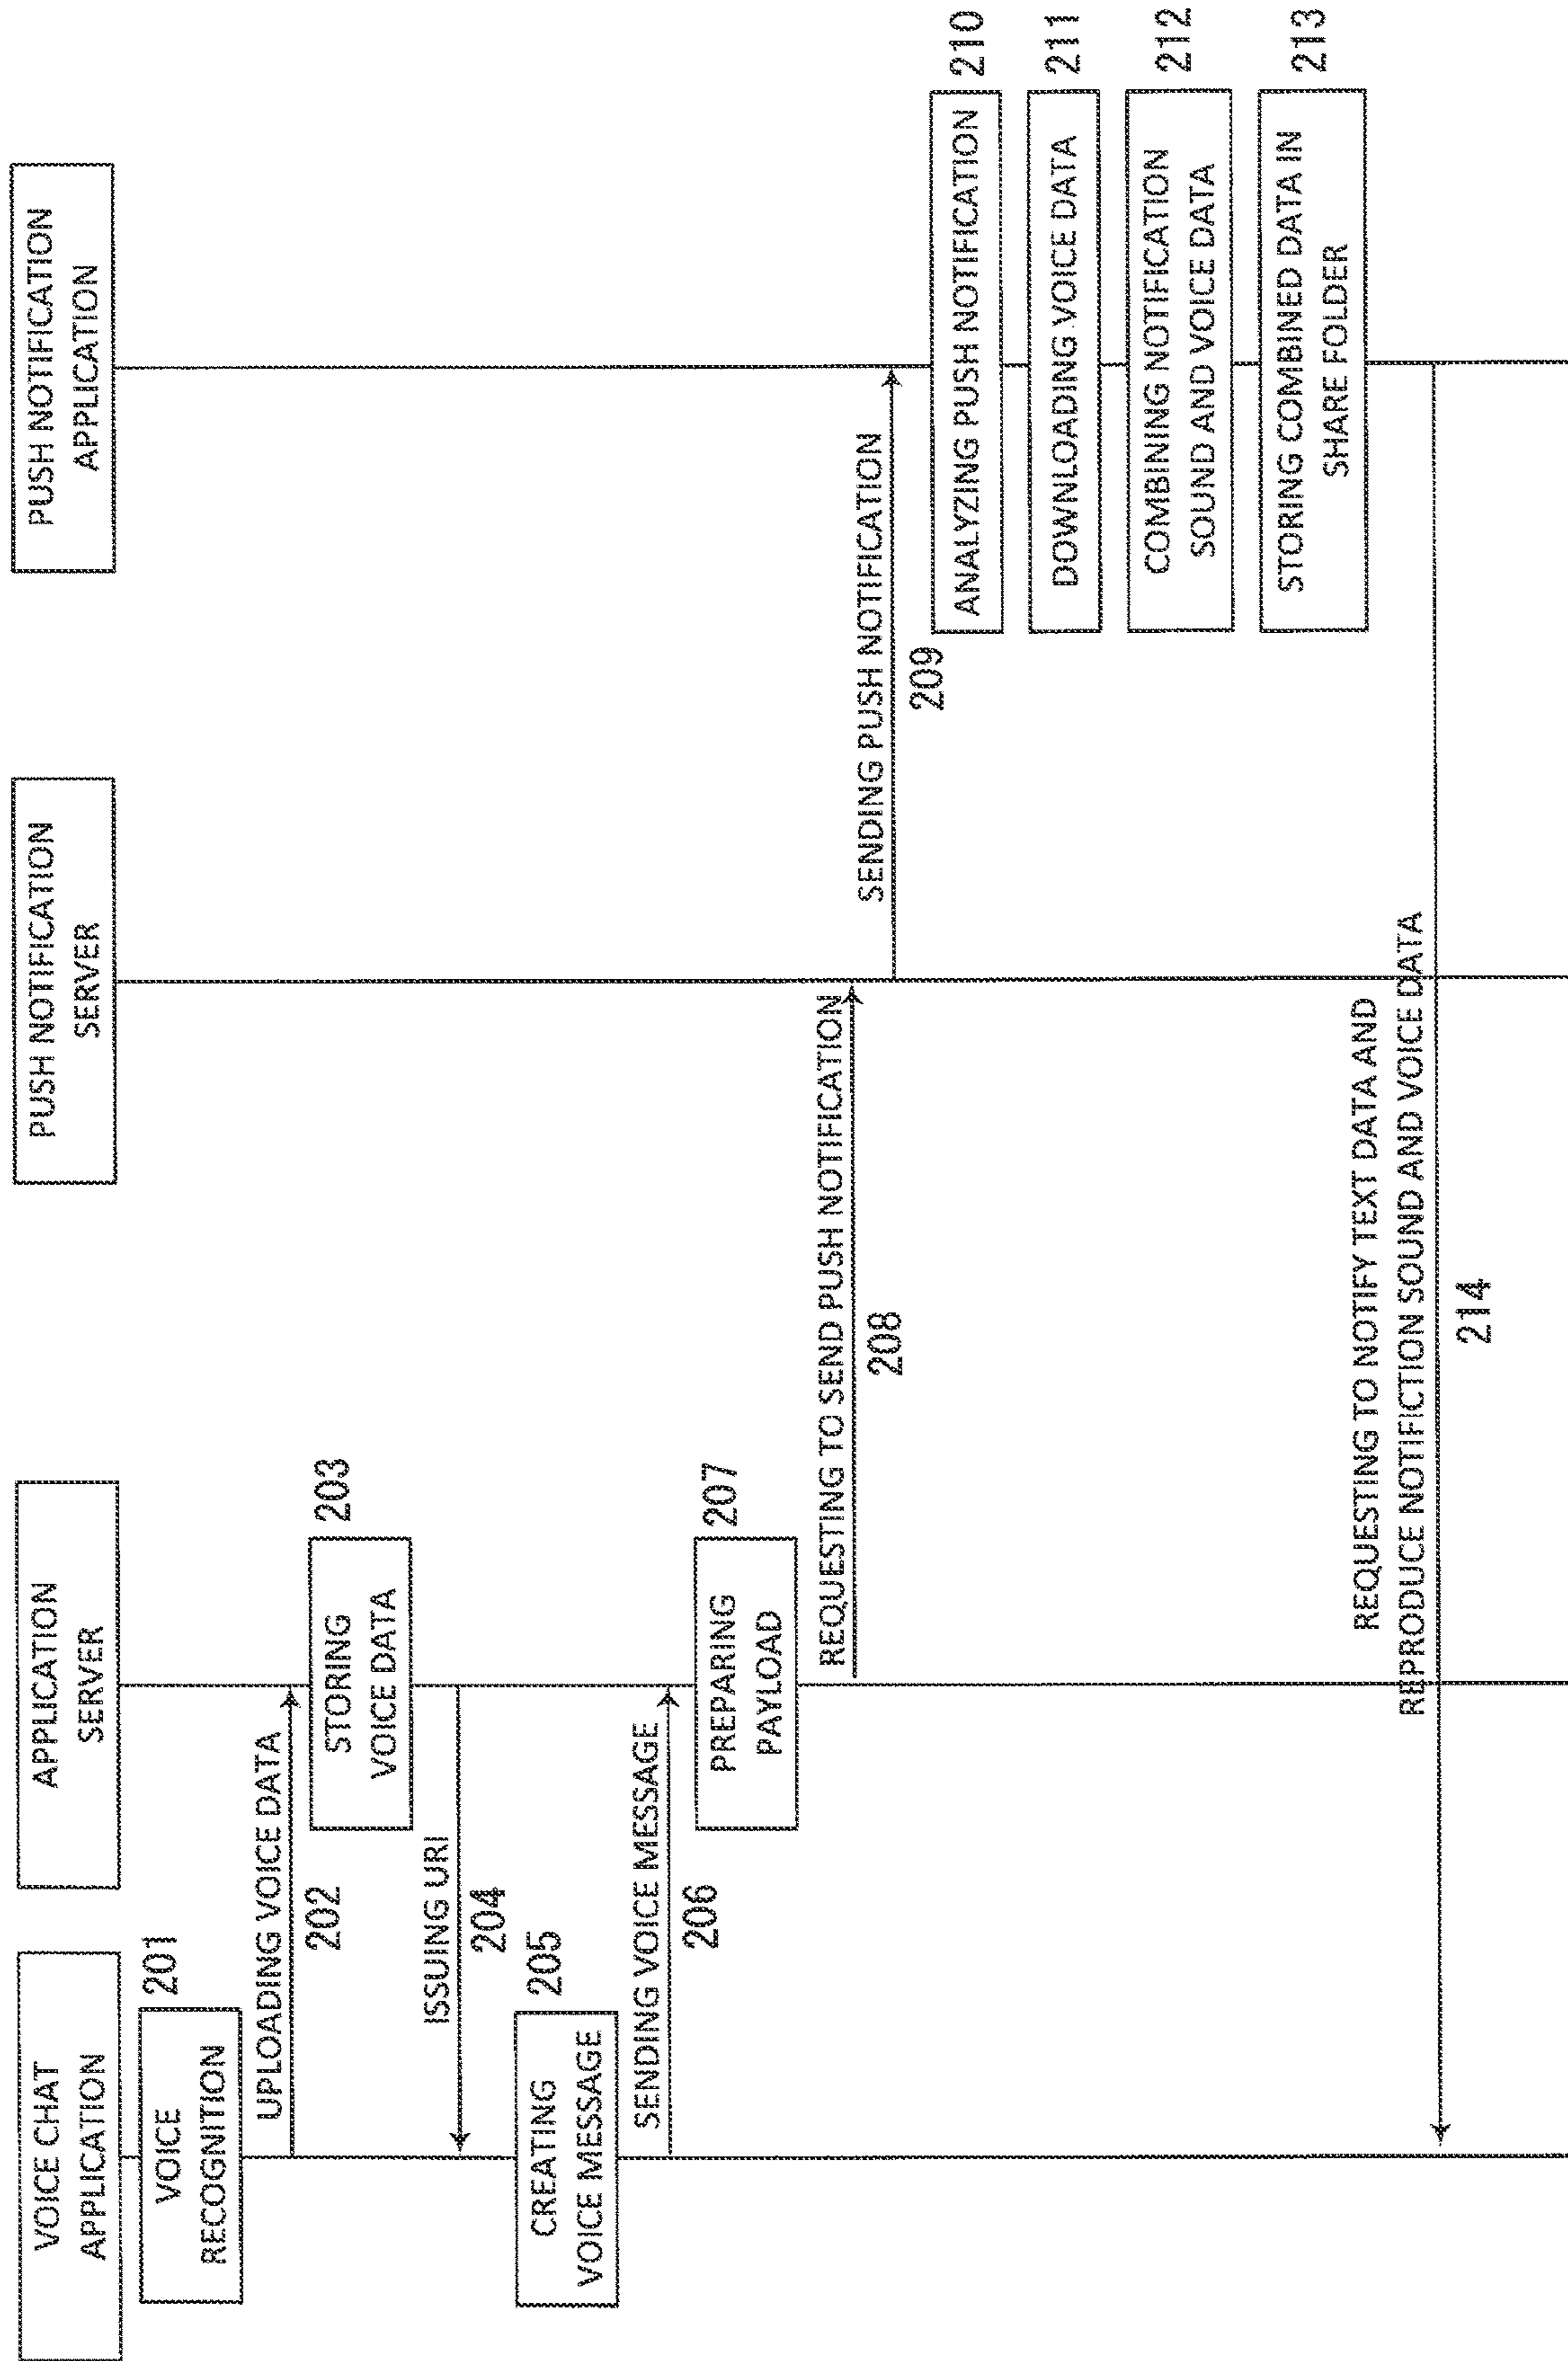 VOICE CHAT
APPLICATION
APPLICATION
SERVER
PUSH NOTIFICATION
SERVER
PUSH NOTIFICATION
APPLICATION
VOICE
RECOGNITION
201
UPLOADING VOICE DATA
202
STORING
VOICE DATA
203
ISSUING URI
204
CREATING
VOICE MESSAGE
205
SENDING VOICE MESSAGE
206
PREPARING
PAYLOAD
207
REQUESTING TO SEND PUSH NOTIFICATION
208
SENDING PUSH NOTIFICATION
209
ANALYZING PUSH NOTIFICATION
210
DOWNLOADING VOICE DATA
211
COMBINING NOTIFICATION
SOUND AND VOICE DATA
212
STORING COMBINED DATA IN
SHARE FOLDER
213
REQUESTING TO NOTIFY TEXT DATA AND
REPRODUCE NOTIFICTION SOUND AND VOICE DATA
214